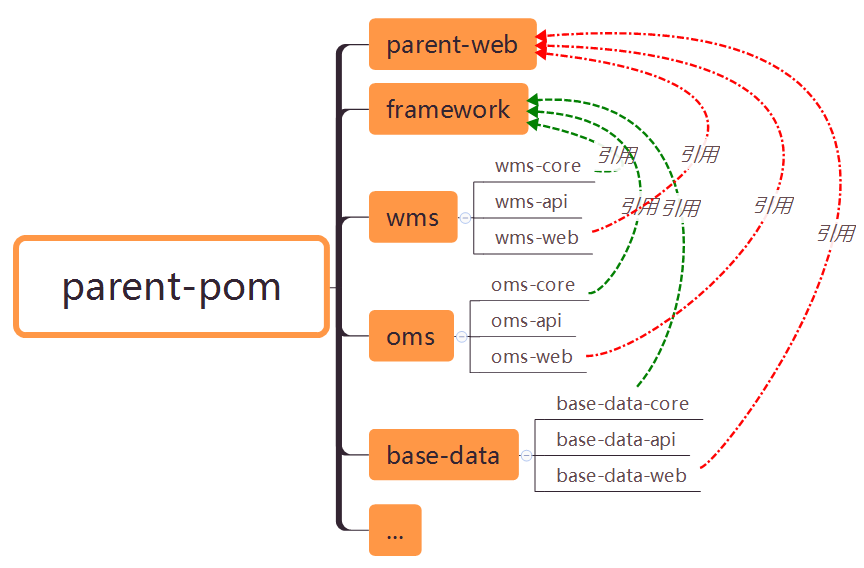 parent-web
framework
引用
引用
wms-core
wms-api
引用
引用
引用
wms
wms-web
引用
parent-pom
oms-core
oms-api
oms
oms-web
base-data-core
base-data-api
base-data
base-data-web
...